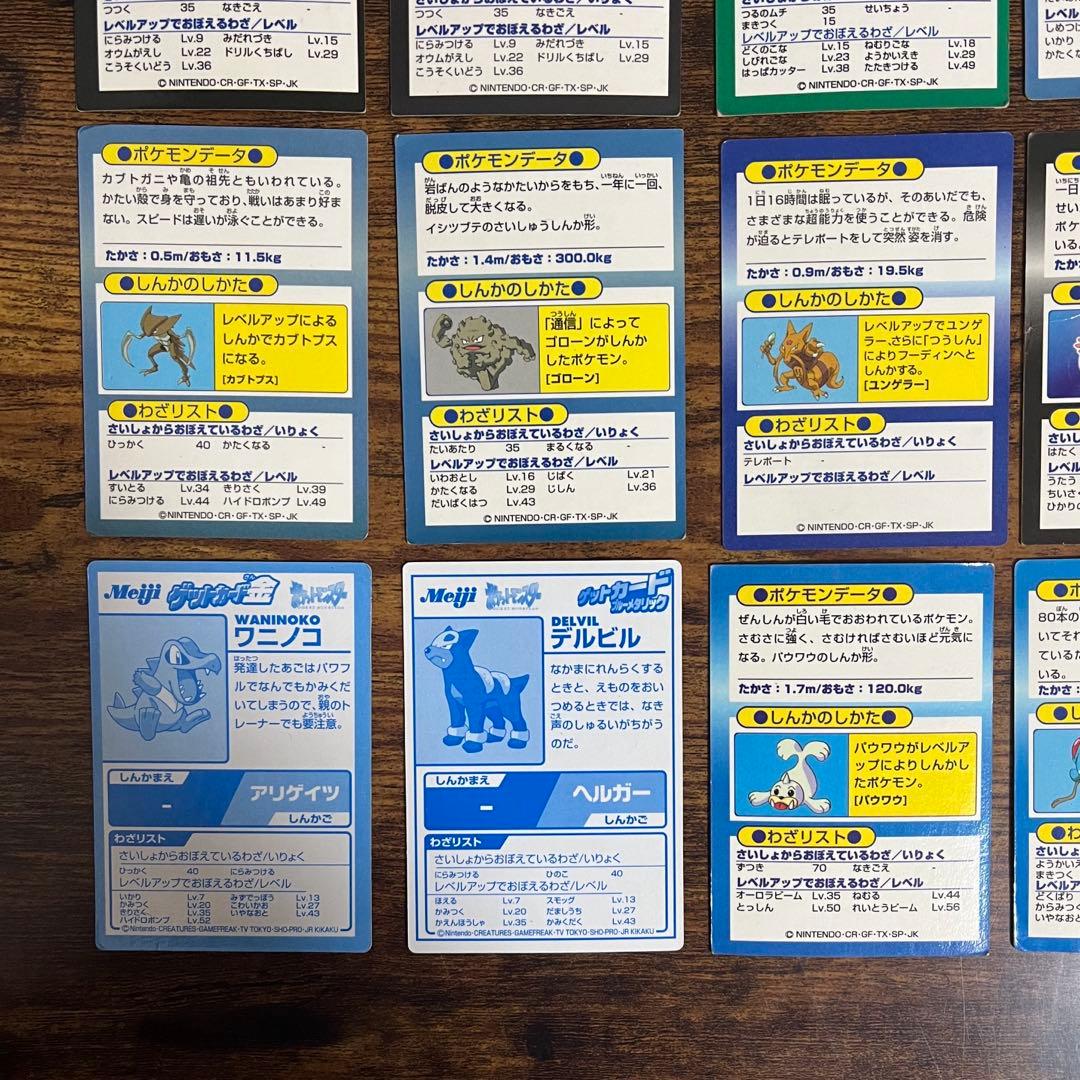 つつく 35 なきごえ -
レベルアップでおぼえるわざ/レベル
にらみつける Lv.9 みだれづき Lv.15
オウムがえし Lv.22 ドリルくちばし Lv.29
こうそくいどう Lv.36
©NINTENDO・CR・GF・TX・SP・JK
つつく 35 なきごえ -
レベルアップでおぼえるわざ/レベル
にらみつける Lv.9 みだれづき Lv.15
オウムがえし Lv.22 ドリルくちばし Lv.29
こうそくいどう Lv.36
©NINTENDO・CR・GF・TX・SP・JK
つるのムチ 35 せいちょう -
まきつく 15
レベルアップでおぼえるわざ/レベル
どくのこな Lv.15 ねむりごな Lv.18
しびれごな Lv.23 ようかいえき Lv.29
はっぱカッター Lv.38 たたきつける Lv.49
©NINTENDO・CR・GF・TX・SP・JK
●ポケモンデータ●
カブトガニや亀の祖先ともいわれている。
かたい殻で身を守っており、戦いはあまり好ま
ない。スピードは遅いが泳ぐことができる。
たかさ:0.5m/おもさ:11.5kg
●しんかのしかた●
レベルアップによる
しんかでカブトプス
になる。
[カブトプス]
●わざリスト●
さいしょからおぼえているわざ/いりょく
ひっかく 40 かたくなる -
レベルアップでおぼえるわざ/レベル
すいとる Lv.34 きりさく Lv.39
にらみつける Lv.44 ハイドロポンプ Lv.49
©NINTENDO・CR・GF・TX・SP・JK
●ポケモンデータ●
岩ばんのようなかたいからをもち、一年に一回、
脱皮して大きくなる。
イシツブテのさいしゅうしんか形。
たかさ:1.4m/おもさ:300.0kg
●しんかのしかた●
「通信」によって
ゴローンがしんか
したポケモン。
[ゴローン]
●わざリスト●
さいしょからおぼえているわざ/いりょく
たいあたり 35 まるくなる -
レベルアップでおぼえるわざ/レベル
いわおとし Lv.16 じばく Lv.21
かたくなる Lv.29 じしん Lv.36
だいばくはつ Lv.43
©NINTENDO・CR・GF・TX・SP・JK
●ポケモンデータ●
1日16時間は眠っているが、そのあいだでも、
さまざまな超能力を使うことができる。危険
が迫るとテレポートをして突然姿を消す。
たかさ:0.9m/おもさ:19.5kg
●しんかのしかた●
レベルアップでユンゲ
ラー、さらに「つうしん」
によりフーディンへと
しんかする。
[ユンゲラー]
●わざリスト●
さいしょからおぼえているわざ/いりょく
テレポート -
レベルアップでおぼえるわざ/レベル
©NINTENDO・CR・GF・TX・SP・JK
Meiji ゲットカード金 ポケットモンスター
WANINOKO
ワニノコ
発達したあごはパワフ
ルでなんでもかみくだ
いてしまうので、親のト
レーナーでも要注意。
しんかまえ
- アリゲイツ
しんかご
わざリスト
さいしょからおぼえているわざ/いりょく
ひっかく 40 にらみつける -
レベルアップでおぼえるわざ/レベル
いかり Lv.7 みずでっぽう Lv.13
かみつく Lv.20 こわいかお Lv.27
きりさく Lv.35 いやなおと Lv.43
ハイドロポンプ Lv.52
©Nintendo・CREATURES・GAMEFREAK・TV TOKYO・SHO-PRO・JR KIKAKU
Meiji ポケットモンスター ゲットカード
ブルーメタリック
DELVIL
デルビル
なかまにれんらくする
ときと、えものをおい
つめるときでは、なき
声のしゅるいがちがう
のだ。
しんかまえ
- ヘルガー
しんかご
わざリスト
さいしょからおぼえているわざ/いりょく
にらみつける - ひのこ 40
レベルアップでおぼえるわざ/レベル
ほえる Lv.7 スモッグ Lv.13
かみつく Lv.20 だましうち Lv.27
かえんほうしゃ Lv.35 かみくだく Lv.43
©Nintendo・CREATURES・GAMEFREAK・TV TOKYO・SHO-PRO・JR KIKAKU
●ポケモンデータ●
ぜんしんが白い毛でおおわれているポケモン。
さむさに強く、さむければさむいほど元気に
なる。パウワウのしんか形。
たかさ:1.7m/おもさ:120.0kg
●しんかのしかた●
パウワウがレベルア
ップによりしんかし
たポケモン。
[パウワウ]
●わざリスト●
さいしょからおぼえているわざ/いりょく
ずつき 70 なきごえ -
レベルアップでおぼえるわざ/レベル
オーロラビーム Lv.35 ねむる Lv.44
とっしん Lv.50 れいとうビーム Lv.56
©NINTENDO・CR・GF・TX・SP・JK